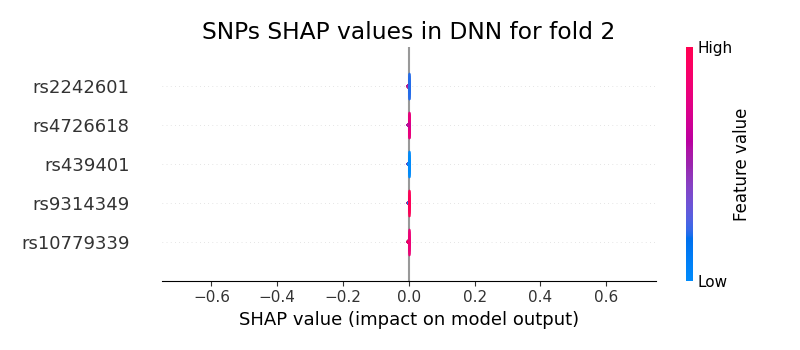 SNPs SHAP values in DNN for fold 2
High
rs2242601
rs4726618
rs439401
rs9314349
rs10779339
Feature value
Low
−0.6 −0.4 −0.2 0.0 0.2 0.4 0.6
SHAP value (impact on model output)